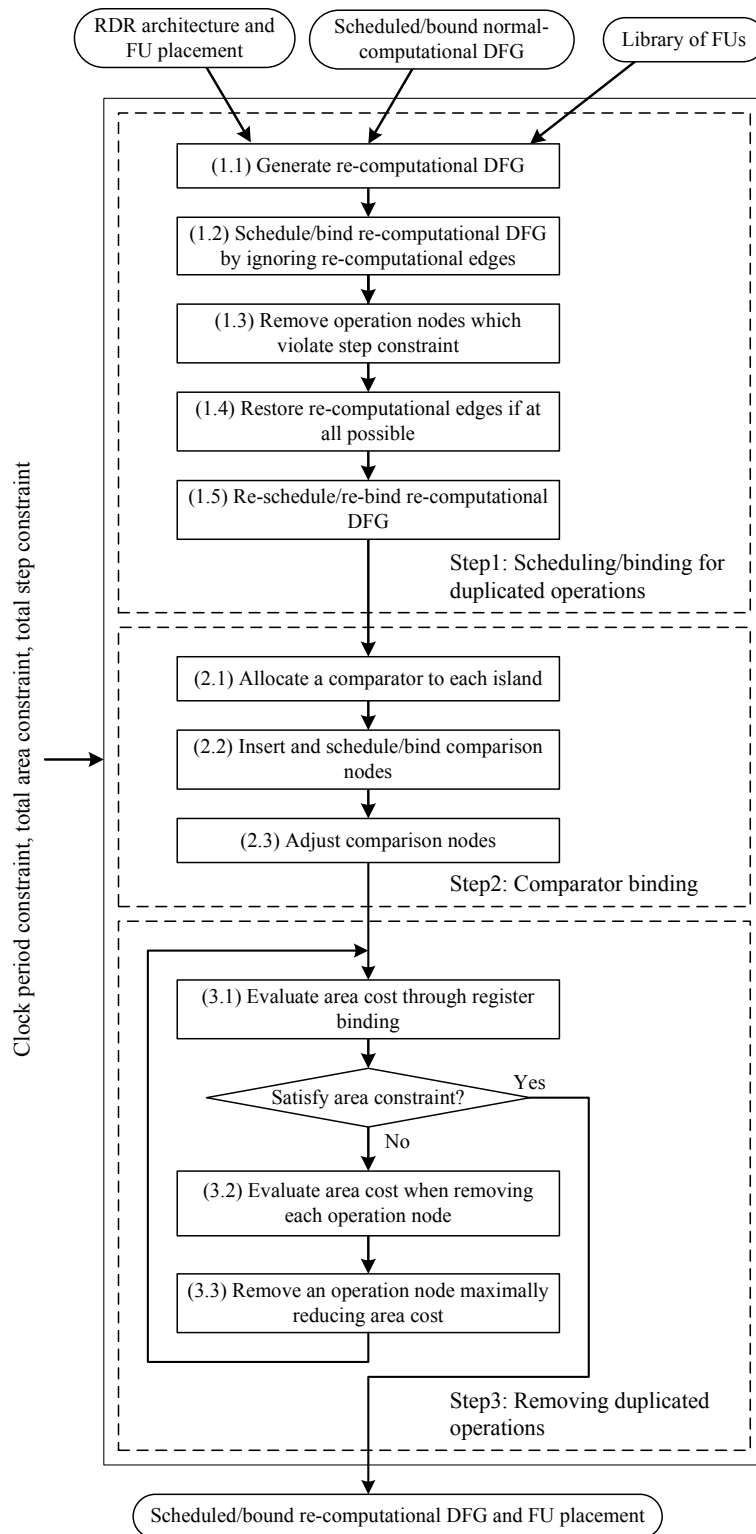 RDR architecture and
FU placement
Scheduled/bound normal-
computational DFG
Library of FUs
(1.1) Generate re-computational DFG
(1.2) Schedule/bind re-computational DFG
by ignoring re-computational edges
(1.3) Remove operation nodes which
violate step constraint
(1.4) Restore re-computational edges if at
all possible
(1.5) Re-schedule/re-bind re-computational
DFG
Step1: Scheduling/binding for
duplicated operations
Clock period constraint, total area constraint, total step constraint
(2.1) Allocate a comparator to each island
(2.2) Insert and schedule/bind comparison
nodes
(2.3) Adjust comparison nodes
Step2: Comparator binding
(3.1) Evaluate area cost through register
binding
Satisfy area constraint?
Yes
No
(3.2) Evaluate area cost when removing
each operation node
(3.3) Remove an operation node maximally
reducing area cost
Step3: Removing duplicated
operations
Scheduled/bound re-computational DFG and FU placement